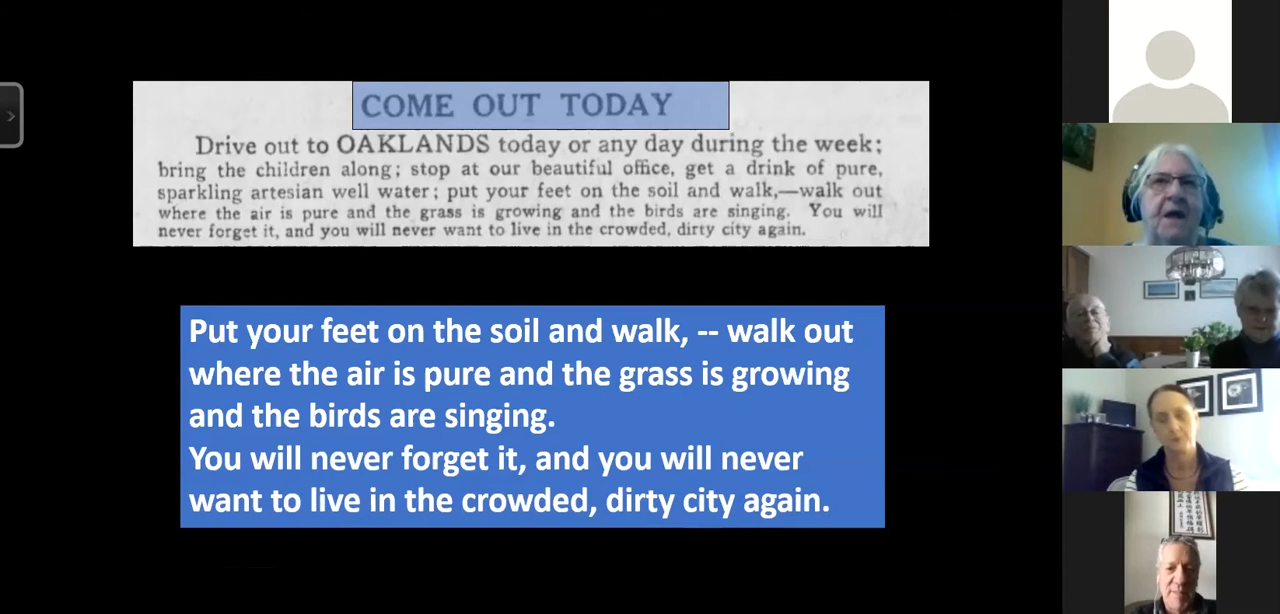 COME OUT TODAY
Drive out to OAKLANDS today or any day during the week;
bring the children along; stop at our beautiful office, get a drink of pure,
sparkling artesian well water; put your feet on the soil and walk,—walk out
where the air is pure and the grass is growing and the birds are singing. You will
never forget it, and you will never want to live in the crowded, dirty city again.
Put your feet on the soil and walk, -- walk out
where the air is pure and the grass is growing
and the birds are singing.
You will never forget it, and you will never
want to live in the crowded, dirty city again.